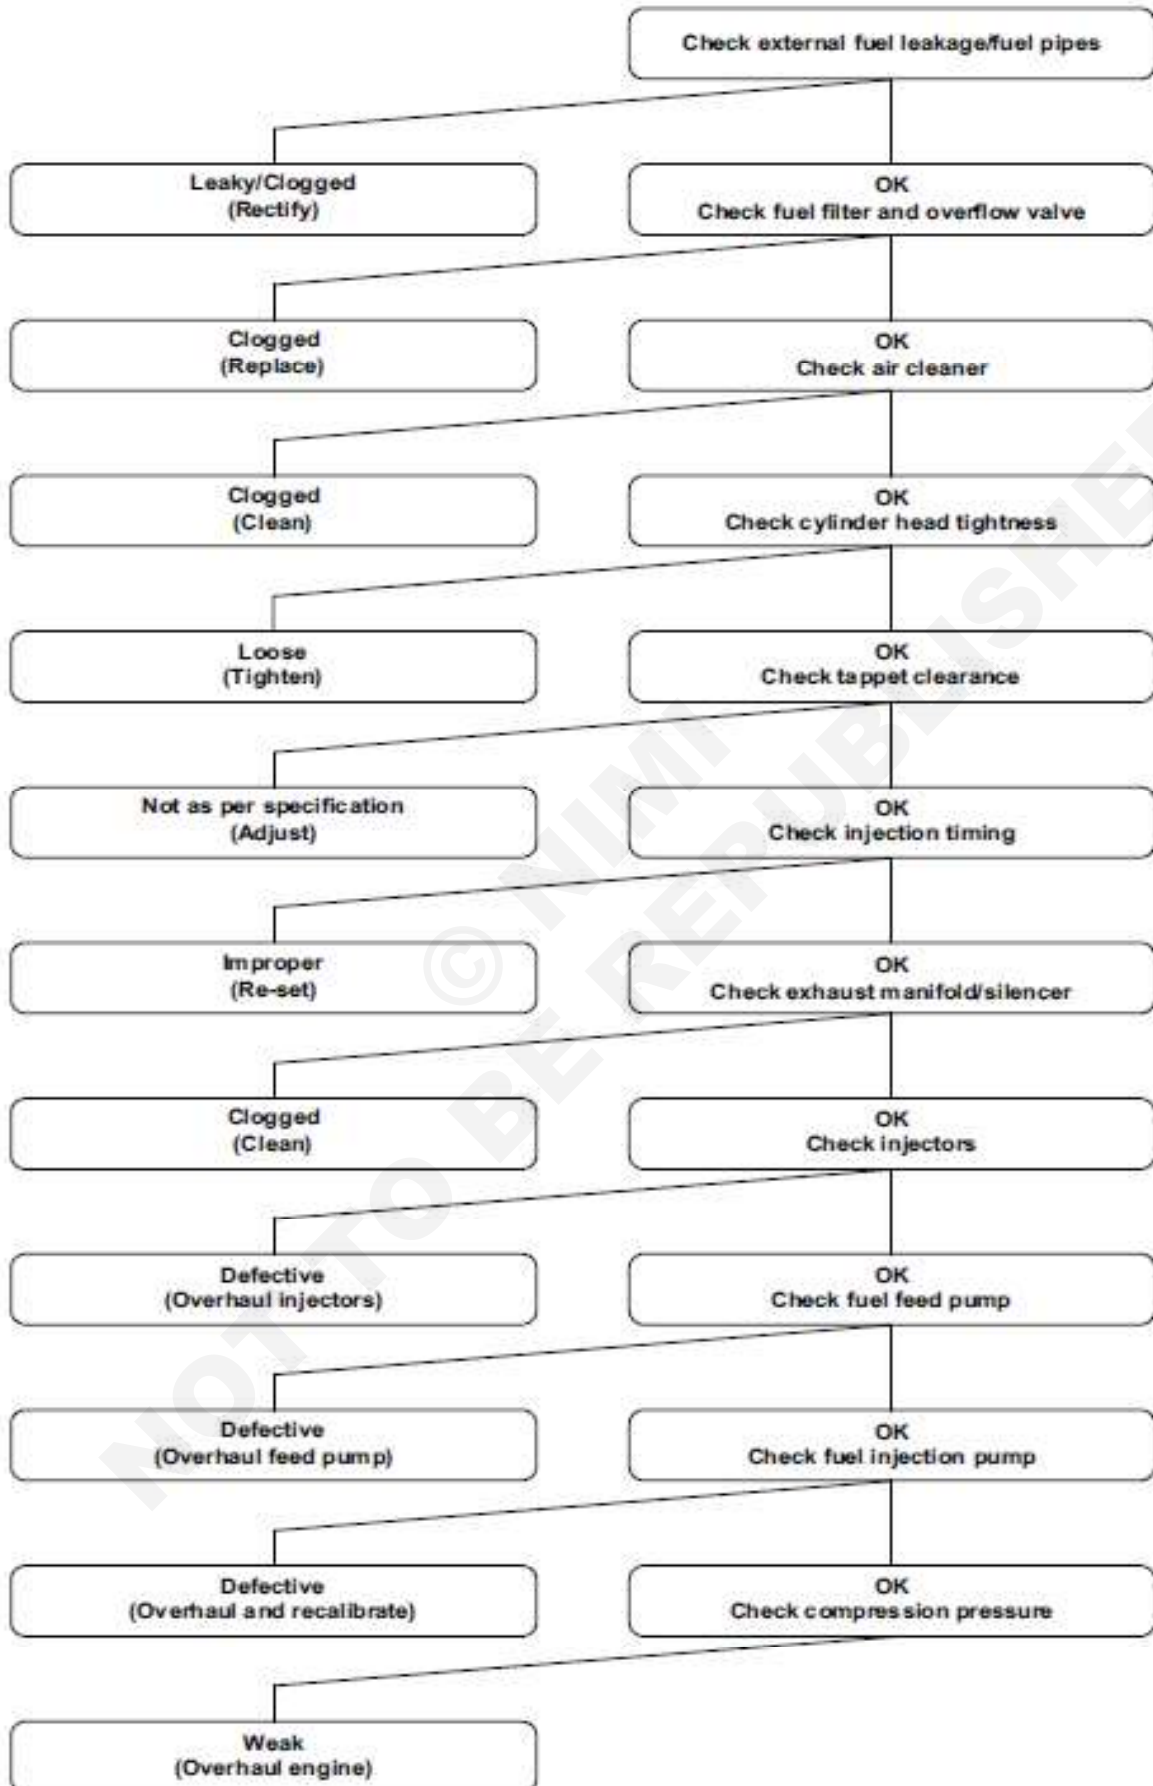 Check external fuel leakage/fuel pipes
Leaky/Clogged
(Rectify)
OK
Check fuel filter and overflow valve
Clogged
(Replace)
OK
Check air cleaner
Clogged
(Clean)
OK
Check cylinder head tightness
Loose
(Tighten)
OK
Check tappet clearance
Not as per specification
(Adjust)
OK
Check injection timing
Improper
(Re-set)
OK
Check exhaust manifold/silencer
Clogged
(Clean)
OK
Check injectors
Defective
(Overhaul injectors)
OK
Check fuel feed pump
Defective
(Overhaul feed pump)
OK
Check fuel injection pump
Defective
(Overhaul and recalibrate)
OK
Check compression pressure
Weak
(Overhaul engine)
© NIMI
NOT TO BE REPUBLISHE